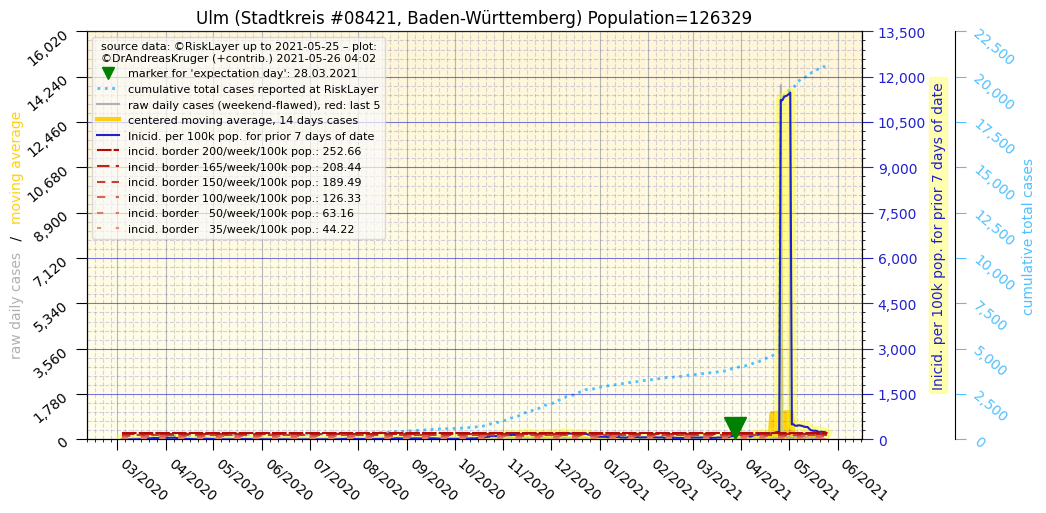 Ulm (Stadtkreis #08421, Baden-Württemberg) Population=126329
source data: ©RiskLayer up to 2021-05-25 – plot:
©DrAndreasKruger (+contrib.) 2021-05-26 04:02
marker for 'expectation day': 28.03.2021
cumulative total cases reported at RiskLayer
raw daily cases (weekend-flawed), red: last 5
centered moving average, 14 days cases
Inicid. per 100k pop. for prior 7 days of date
incid. border 200/week/100k pop.: 252.66
incid. border 165/week/100k pop.: 208.44
incid. border 150/week/100k pop.: 189.49
incid. border 100/week/100k pop.: 126.33
incid. border   50/week/100k pop.: 63.16
incid. border   35/week/100k pop.: 44.22
raw daily cases / moving average
16,020
14,240
12,460
10,680
8,900
7,120
5,340
3,560
1,780
0
03/2020
04/2020
05/2020
06/2020
07/2020
08/2020
09/2020
10/2020
11/2020
12/2020
01/2021
02/2021
03/2021
04/2021
05/2021
06/2021
13,500
12,000
10,500
9,000
7,500
6,000
4,500
3,000
1,500
0
Inicid. per 100k pop. for prior 7 days of date
22,500
20,000
17,500
15,000
12,500
10,000
7,500
5,000
2,500
0
cumulative total cases